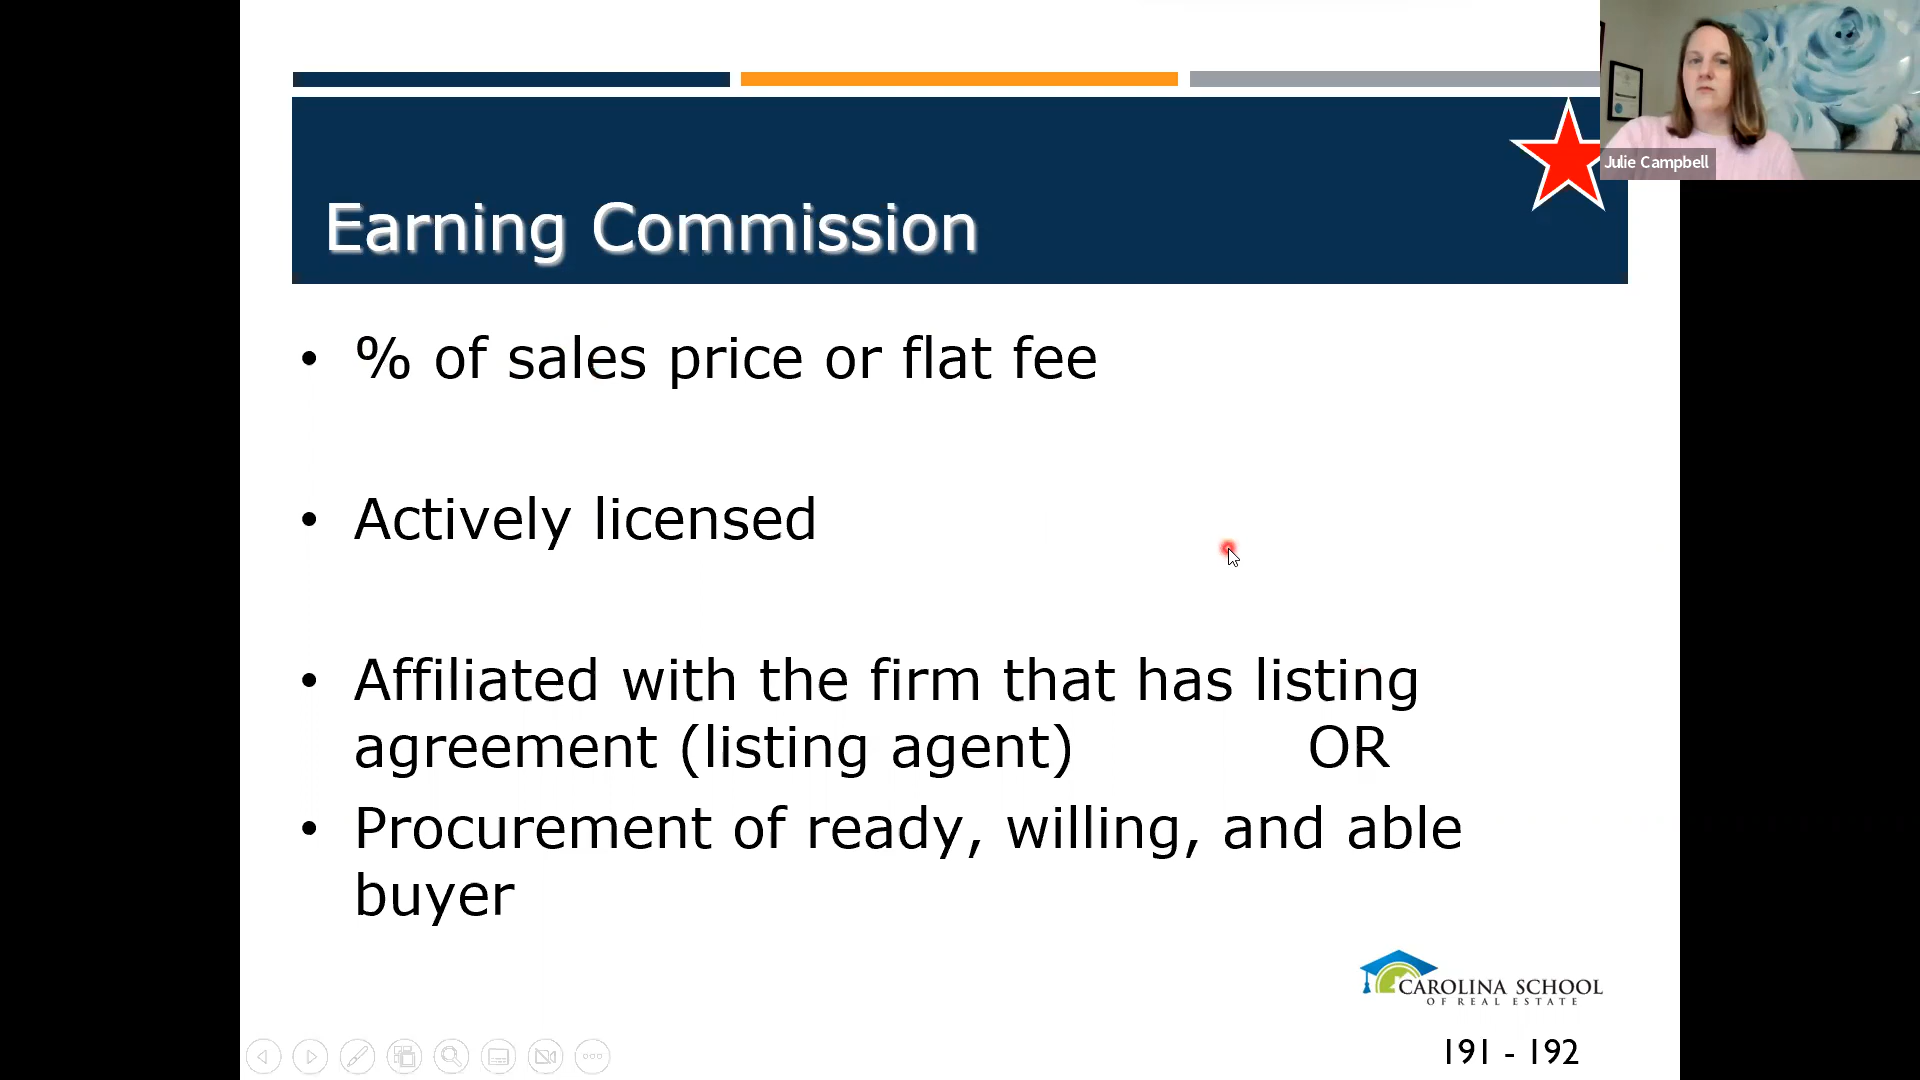 Julie Campbell
Earning Commission
• % of sales price or flat fee
• Actively licensed
• Affiliated with the firm that has listing
agreement (listing agent) OR
• Procurement of ready, willing, and able
buyer
CAROLINA SCHOOL
OF REAL ESTATE
191 - 192